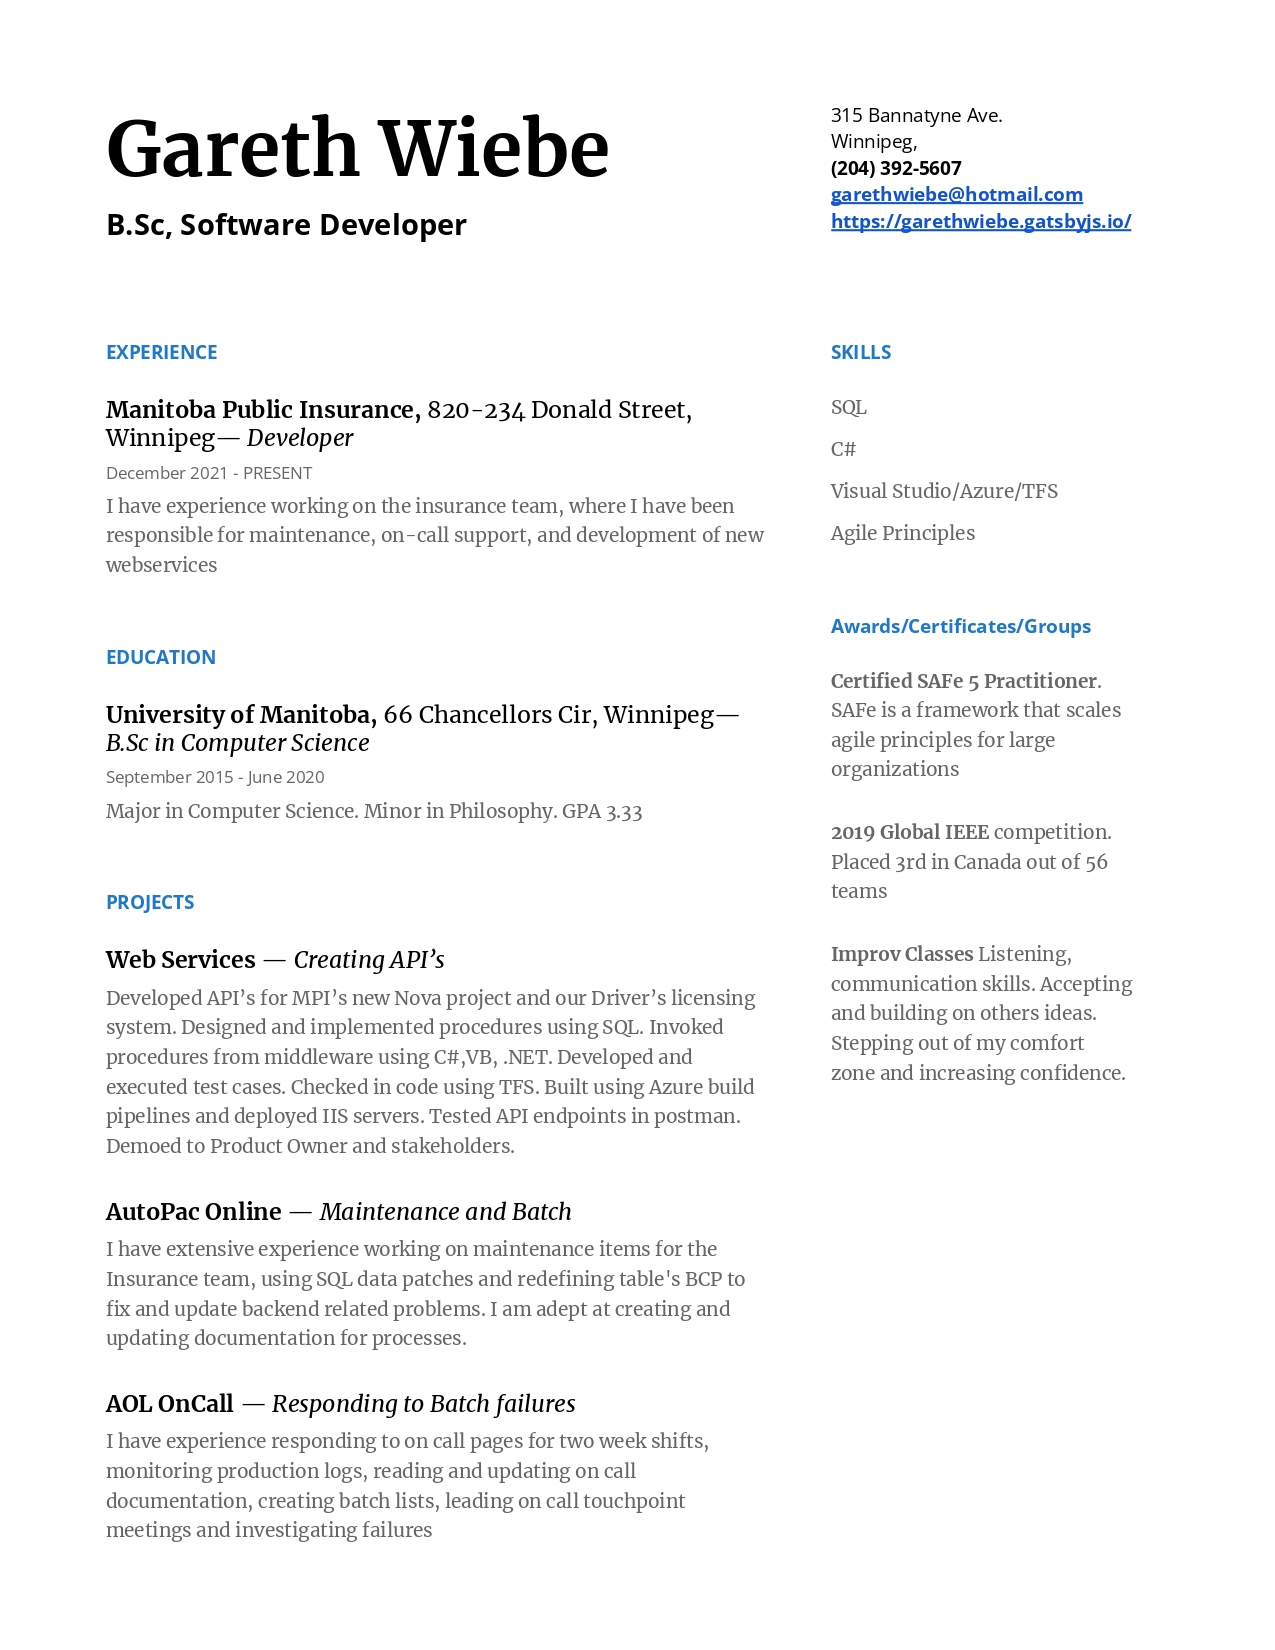 Gareth Wiebe
B.Sc, Software Developer
315 Bannatyne Ave.
Winnipeg,
(204) 392-5607
garethwiebe@hotmail.com
https://garethwiebe.gatsbyjs.io/
EXPERIENCE
Manitoba Public Insurance, 820-234 Donald Street,
Winnipeg— Developer
December 2021 - PRESENT
I have experience working on the insurance team, where I have been
responsible for maintenance, on-call support, and development of new
webservices
EDUCATION
University of Manitoba, 66 Chancellors Cir, Winnipeg—
B.Sc in Computer Science
September 2015 - June 2020
Major in Computer Science. Minor in Philosophy. GPA 3.33
PROJECTS
Web Services — Creating API’s
Developed API’s for MPI’s new Nova project and our Driver’s licensing
system. Designed and implemented procedures using SQL. Invoked
procedures from middleware using C#,VB, .NET. Developed and
executed test cases. Checked in code using TFS. Built using Azure build
pipelines and deployed IIS servers. Tested API endpoints in postman.
Demoed to Product Owner and stakeholders.
AutoPac Online — Maintenance and Batch
I have extensive experience working on maintenance items for the
Insurance team, using SQL data patches and redefining table's BCP to
fix and update backend related problems. I am adept at creating and
updating documentation for processes.
AOL OnCall — Responding to Batch failures
I have experience responding to on call pages for two week shifts,
monitoring production logs, reading and updating on call
documentation, creating batch lists, leading on call touchpoint
meetings and investigating failures
SKILLS
SQL
C#
Visual Studio/Azure/TFS
Agile Principles
Awards/Certificates/Groups
Certified SAFe 5 Practitioner.
SAFe is a framework that scales
agile principles for large
organizations
2019 Global IEEE competition.
Placed 3rd in Canada out of 56
teams
Improv Classes Listening,
communication skills. Accepting
and building on others ideas.
Stepping out of my comfort
zone and increasing confidence.